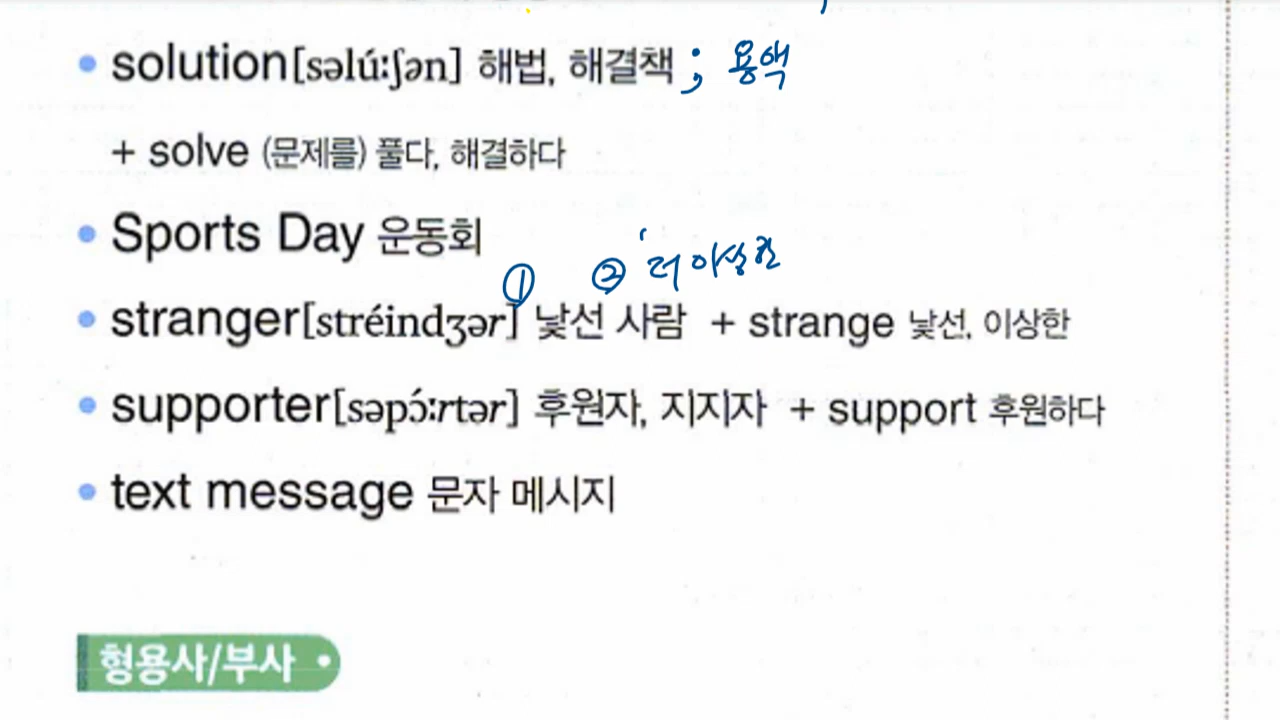 • solution[səlúːʃən] 해법, 해결책 ; 용액
+ solve (문제를) 풀다, 해결하다
• Sports Day 운동회
① ② 더 이상한
• stranger[stréindʒər] 낯선 사람 + strange 낯선, 이상한
• supporter[səpɔ́ːrtər] 후원자, 지지자 + support 후원하다
• text message 문자 메시지
형용사/부사 •